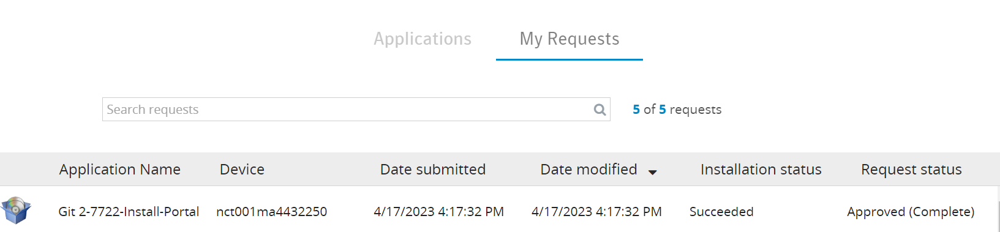 Applications My Requests
Search requests 5 of 5 requests
Application Name Device Date submitted Date modified Installation status Request status
Git 2-7722-Install-Portal nct001ma4432250 4/17/2023 4:17:32 PM 4/17/2023 4:17:32 PM Succeeded Approved (Complete)